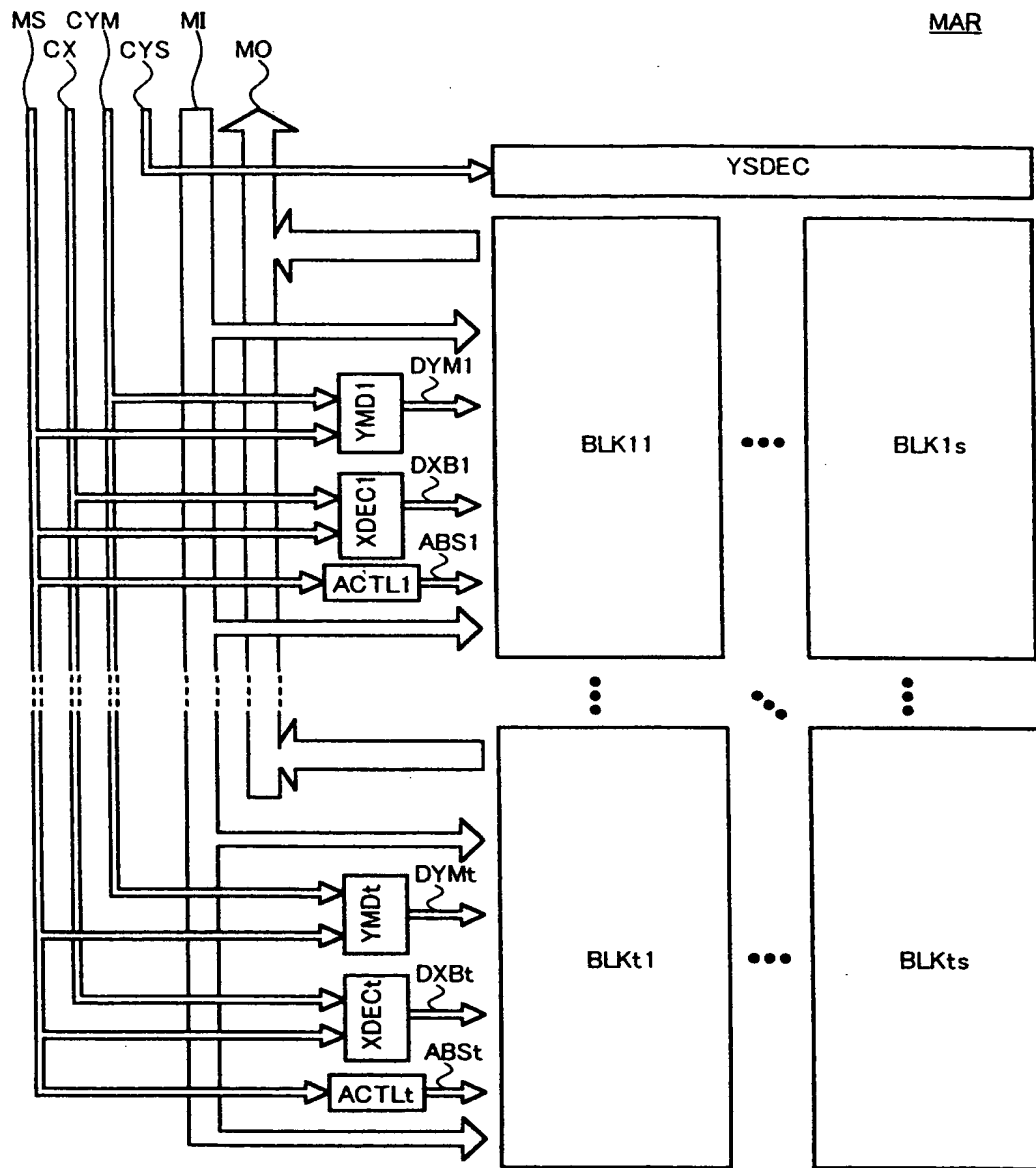 MS CYM MI MAR
CX CYS MO
YSDEC
DYM1
YMD1
BLK11 ••• BLK1s
DXB1
XDEC1
ABS1
ACTL1
DYMt
YMDt
BLKt1 ••• BLKts
DXBt
XDECt
ABSt
ACTLt